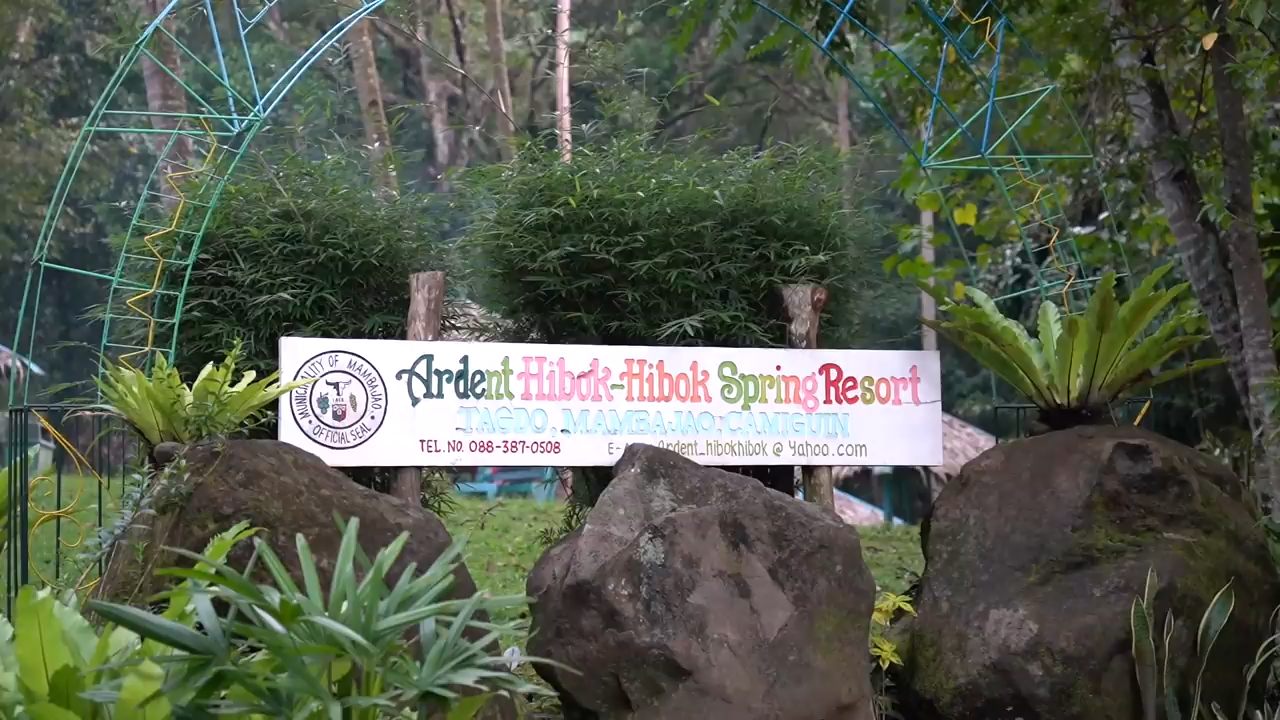 MUNICIPALITY OF MAMBAJAO
OFFICIAL SEAL
Ardent Hibok-Hibok Spring Resort
TAGDO, MAMBAJAO, CAMIGUIN
TEL. NO. 088-387-0508
Ardent_hibokhibok @ Yahoo.com